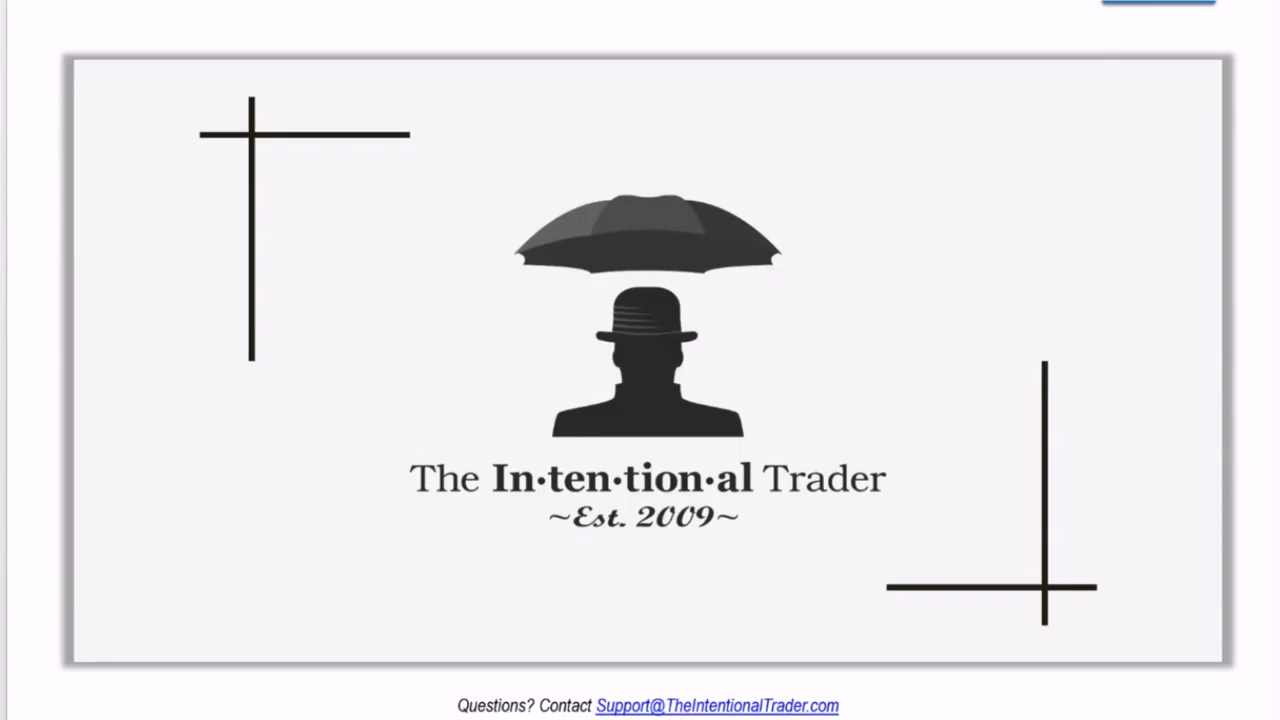 The In·ten·tion·al Trader
~Est. 2009~
Questions? Contact Support@TheIntentionalTrader.com